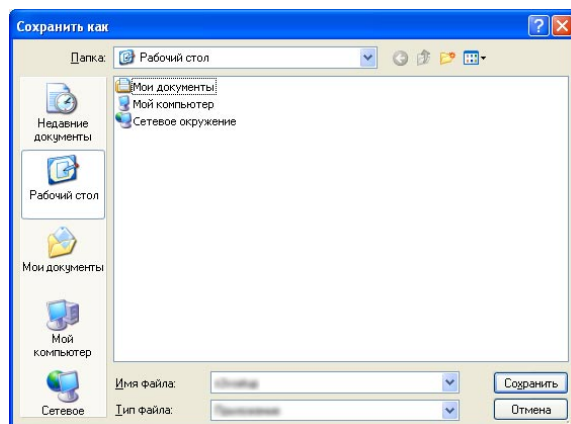 Сохранить как
Папка:
Рабочий стол
Недавние
документы
Рабочий стол
Мои документы
Мой
компьютер
Сетевое
Мои документы
Мой компьютер
Сетевое окружение
Имя файла:
Сохранить
Тип файла:
Отмена